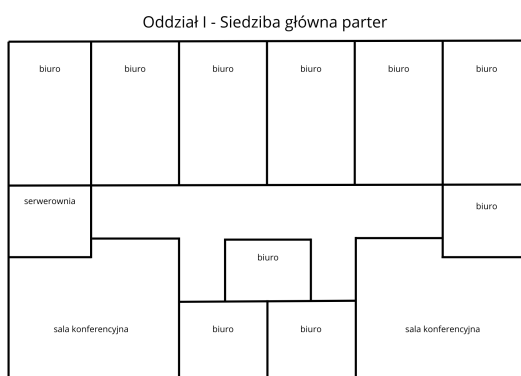 Oddział I - Siedziba główna parter
biuro biuro biuro biuro biuro biuro
serwerownia
biuro
biuro
sala konferencyjna biuro biuro sala konferencyjna